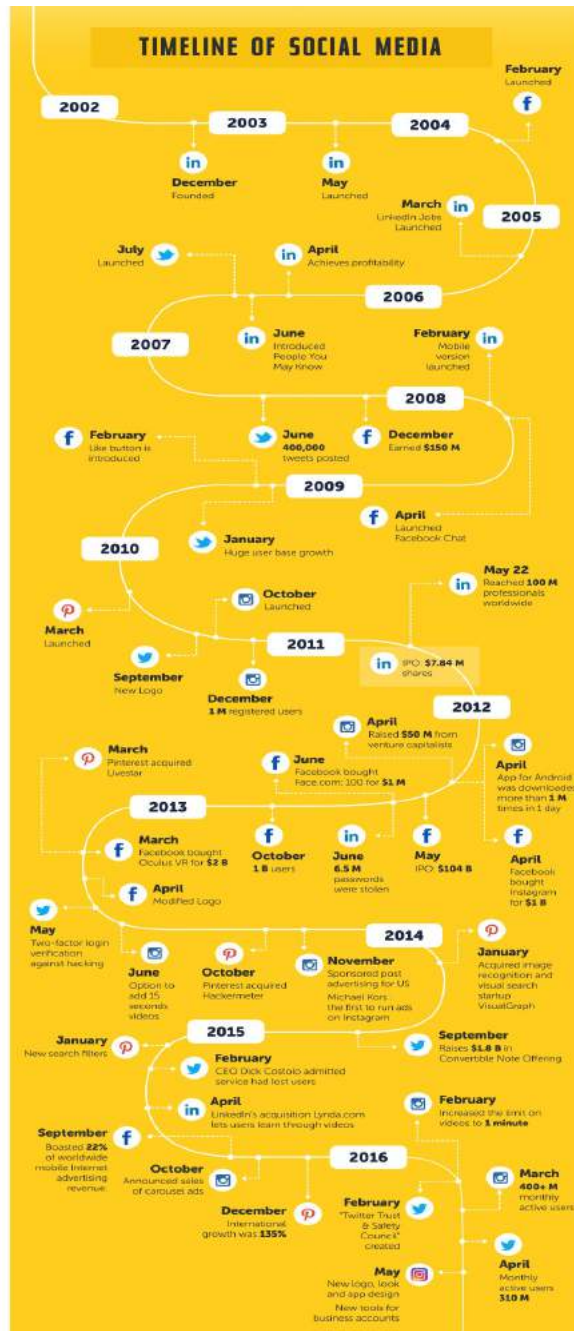 TIMELINE OF SOCIAL MEDIA
February
Launched
2002
2003
2004
December
Founded
May
Launched
March
LinkedIn Jobs
Launched
2005
July
Launched
April
Achieves profitability
2006
June
Introduced
People You
May Know
February
Mobile
version
launched
2007
2008
June
400,000
tweets posted
December
Earned $150 M
February
Like button is
introduced
2009
April
Launched
Facebook Chat
January
Huge user base growth
2010
May 22
Reached 100 M
professionals
worldwide
October
Launched
March
Launched
September
New Logo
2011
IPO: $7.84 M
shares
December
1 M registered users
2012
April
Raised $50 M from
venture capitalists
June
Facebook bought
Face.com: 100 for $1 M
March
Pinterest acquired
Livestar
April
App for Android
was downloaded
more than 1 M
times in 1 day
2013
March
Facebook bought
Oculus VR for $2 B
October
1 B users
June
6.5 M
passwords
were stolen
May
IPO: $104 B
April
Facebook
bought
Instagram
for $1 B
April
Modified Logo
May
Two-factor login
verification
against hacking
2014
June
Option to
add 15
seconds
videos
October
Pinterest acquired
Hackermeter
November
Sponsored post
advertising for US
Michael Kors
the first to run ads
on Instagram
January
Acquired image
recognition and
visual search
startup
VisualGraph
2015
January
New search filters
September
Raises $1.8 B in
Convertible Note Offering
February
CEO Dick Costolo admitted
service had lost users
April
LinkedIn's acquisition Lynda.com
lets users learn through videos
February
Increased the limit on
videos to 1 minute
September
Boasted 22%
of worldwide
mobile Internet
advertising
revenue.
2016
October
Announced sales
of carousel ads
December
International
growth was 135%
February
"Twitter Trust
& Safety
Council"
created
March
400+ M
monthly
active users
April
Monthly
active users
310 M
May
New logo, look
and app design
New tools for
business accounts